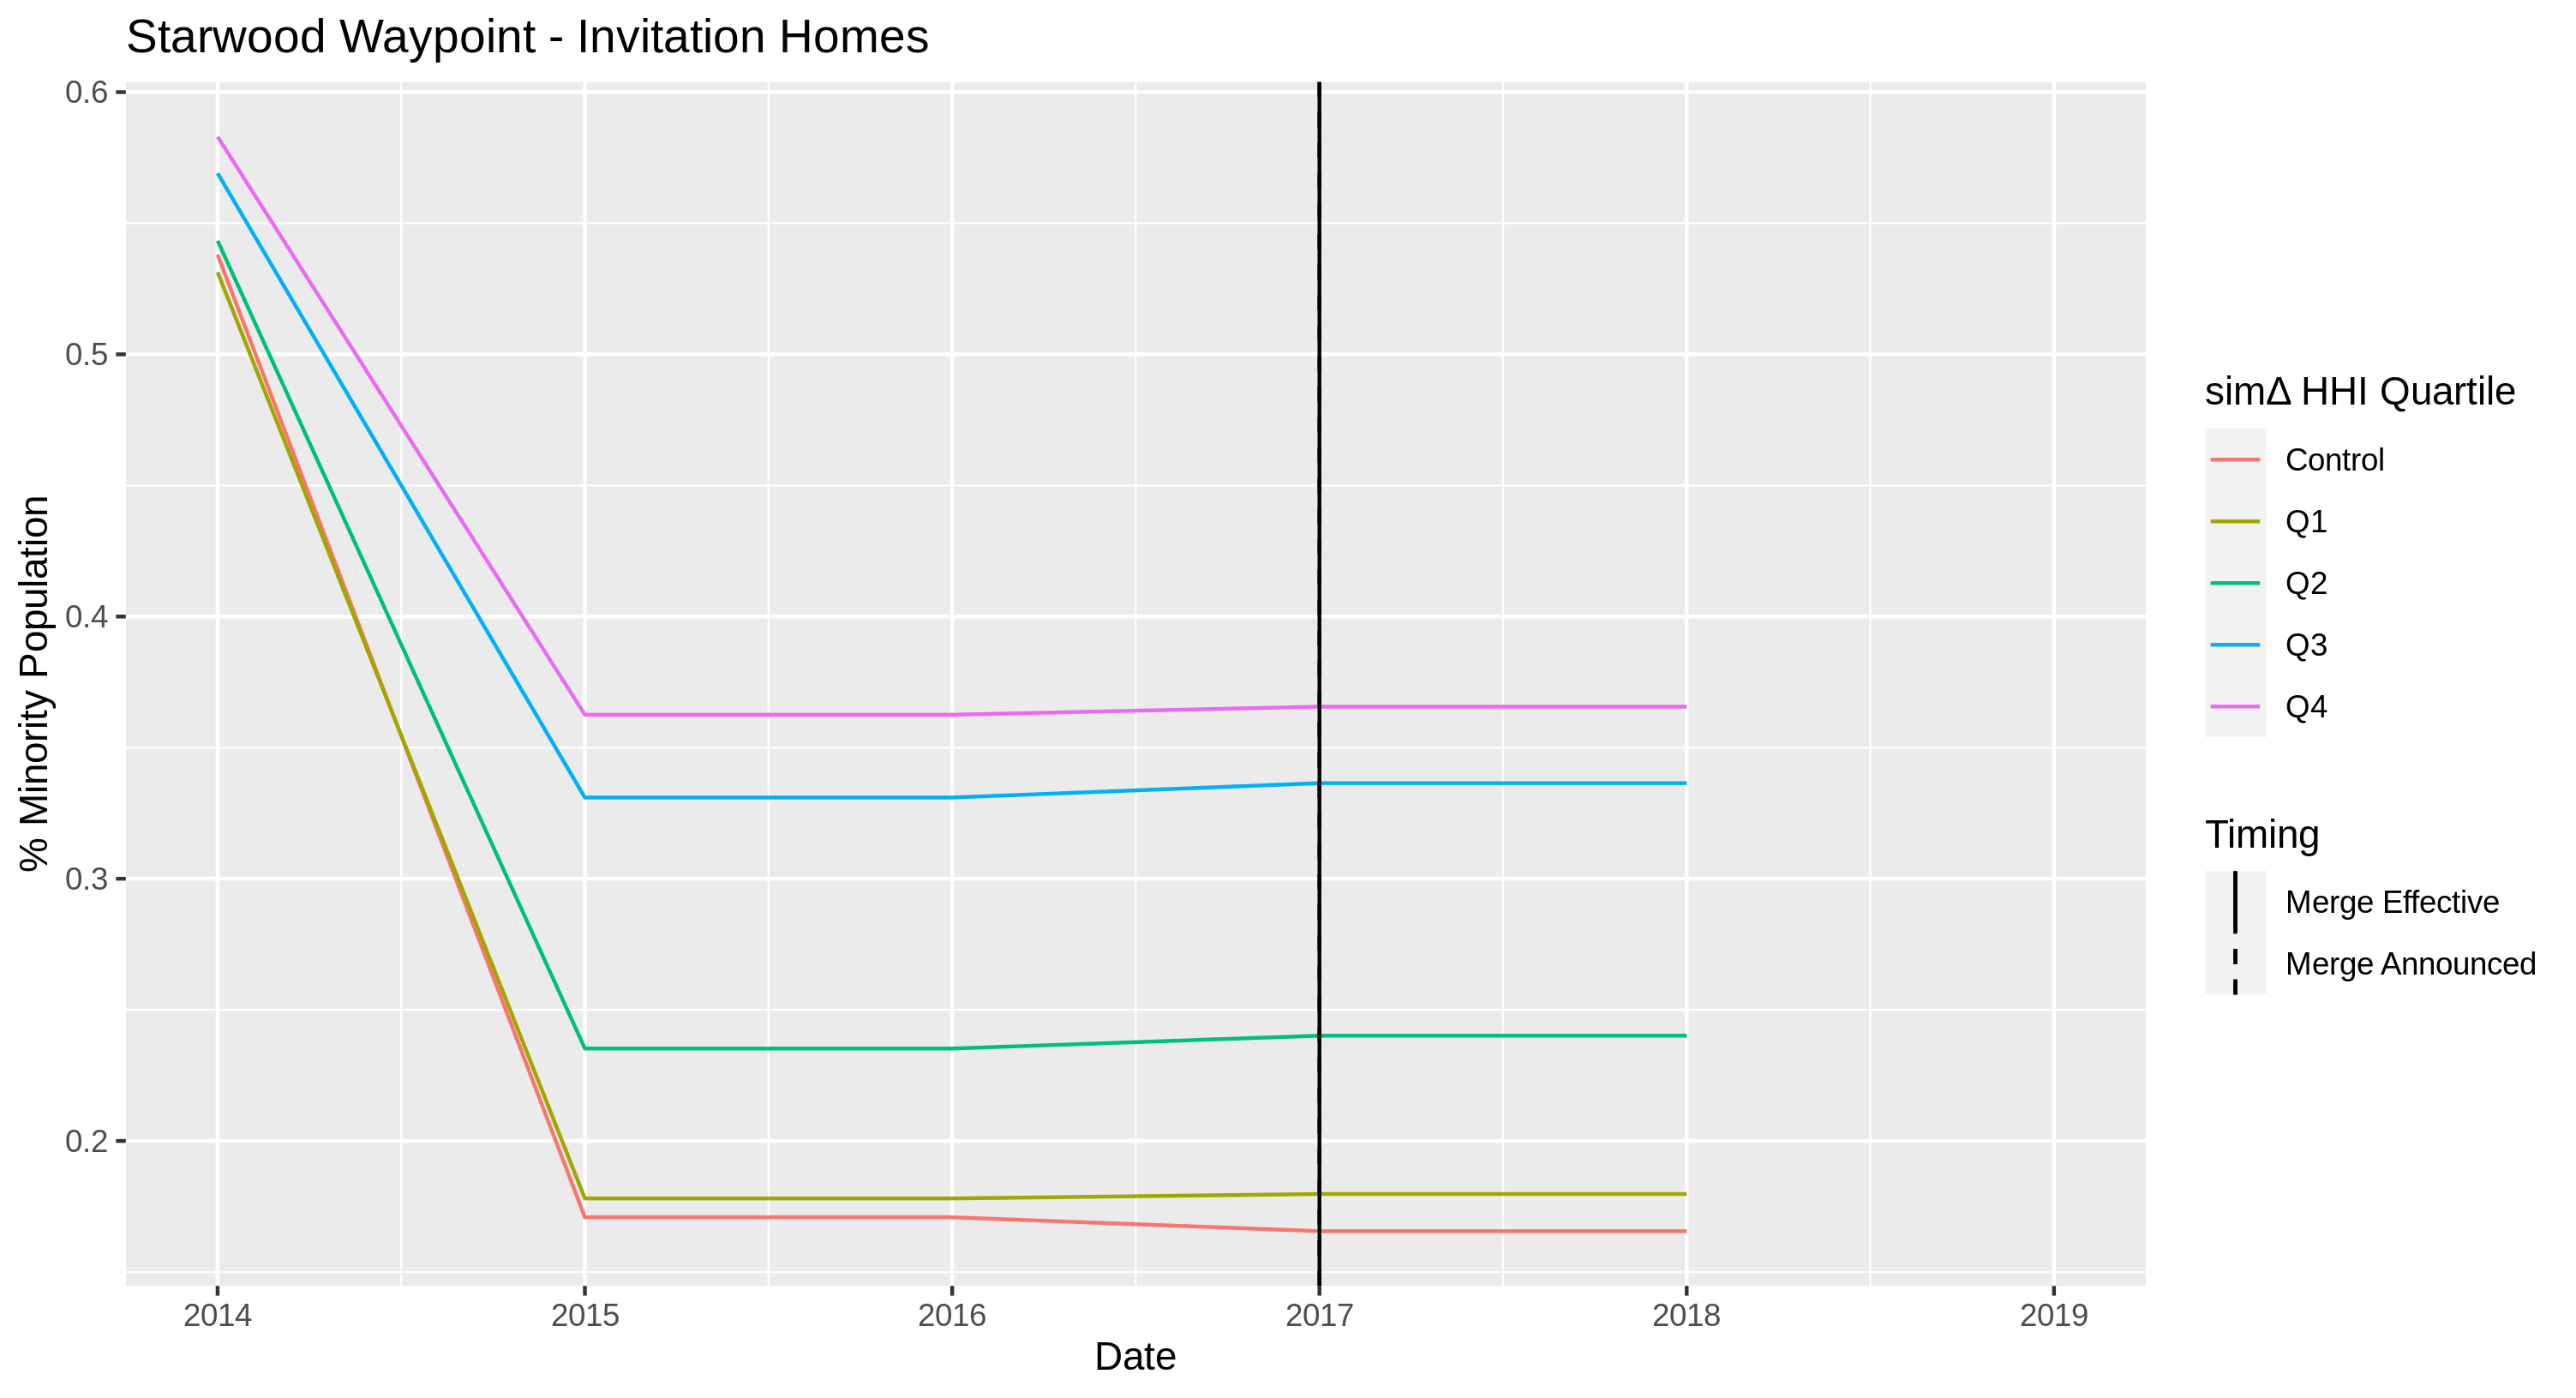 Starwood Waypoint - Invitation Homes
% Minority Population
0.6
0.5
0.4
0.3
0.2
2014 2015 2016 2017 2018 2019
Date
simΔ HHI Quartile
Control
Q1
Q2
Q3
Q4
Timing
Merge Effective
Merge Announced